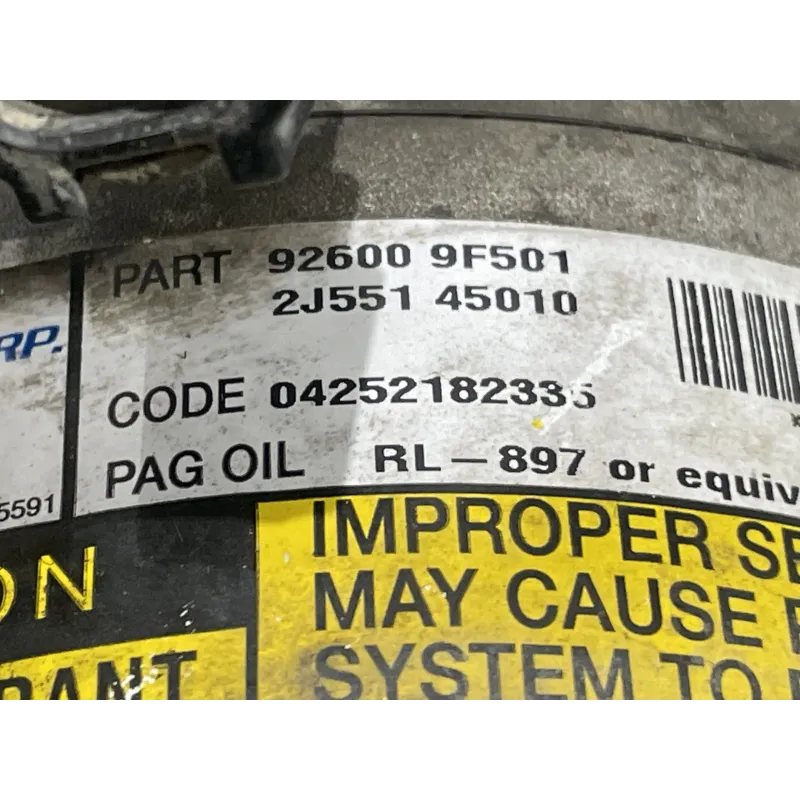 PART 92600 9F501
2J551 45010
RP.
CODE 04252182335
PAG OIL RL-897 or equiv
5591
ON
IMPROPER SE
MAY CAUSE
RANT
SYSTEM TO